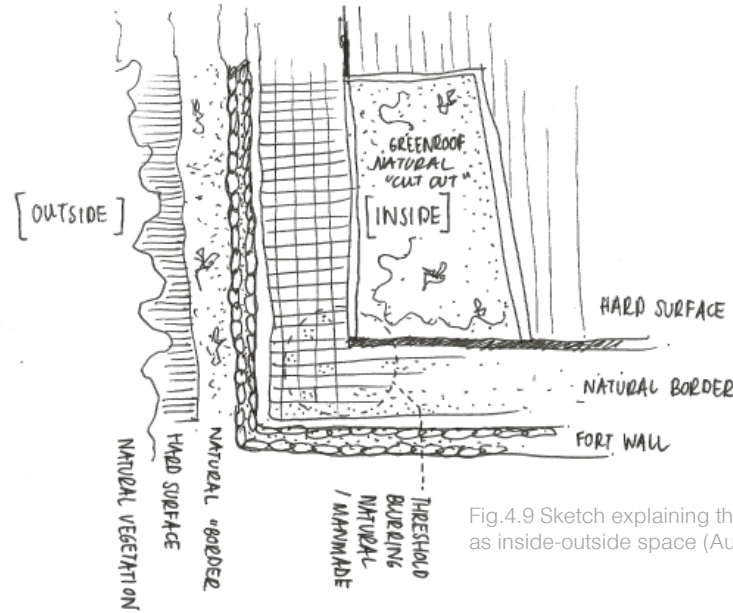 GREENROOF
NATURAL
"CUT OUT"
[OUTSIDE]
[INSIDE]
HARD SURFACE
NATURAL BORDER
FORT WALL
NATURAL VEGETATION
HARD SURFACE
NATURAL "BORDER
THRESHOLD
BLURRING
NATURAL
/ MANMADE
Fig.4.9 Sketch explaining th
as inside-outside space (Au